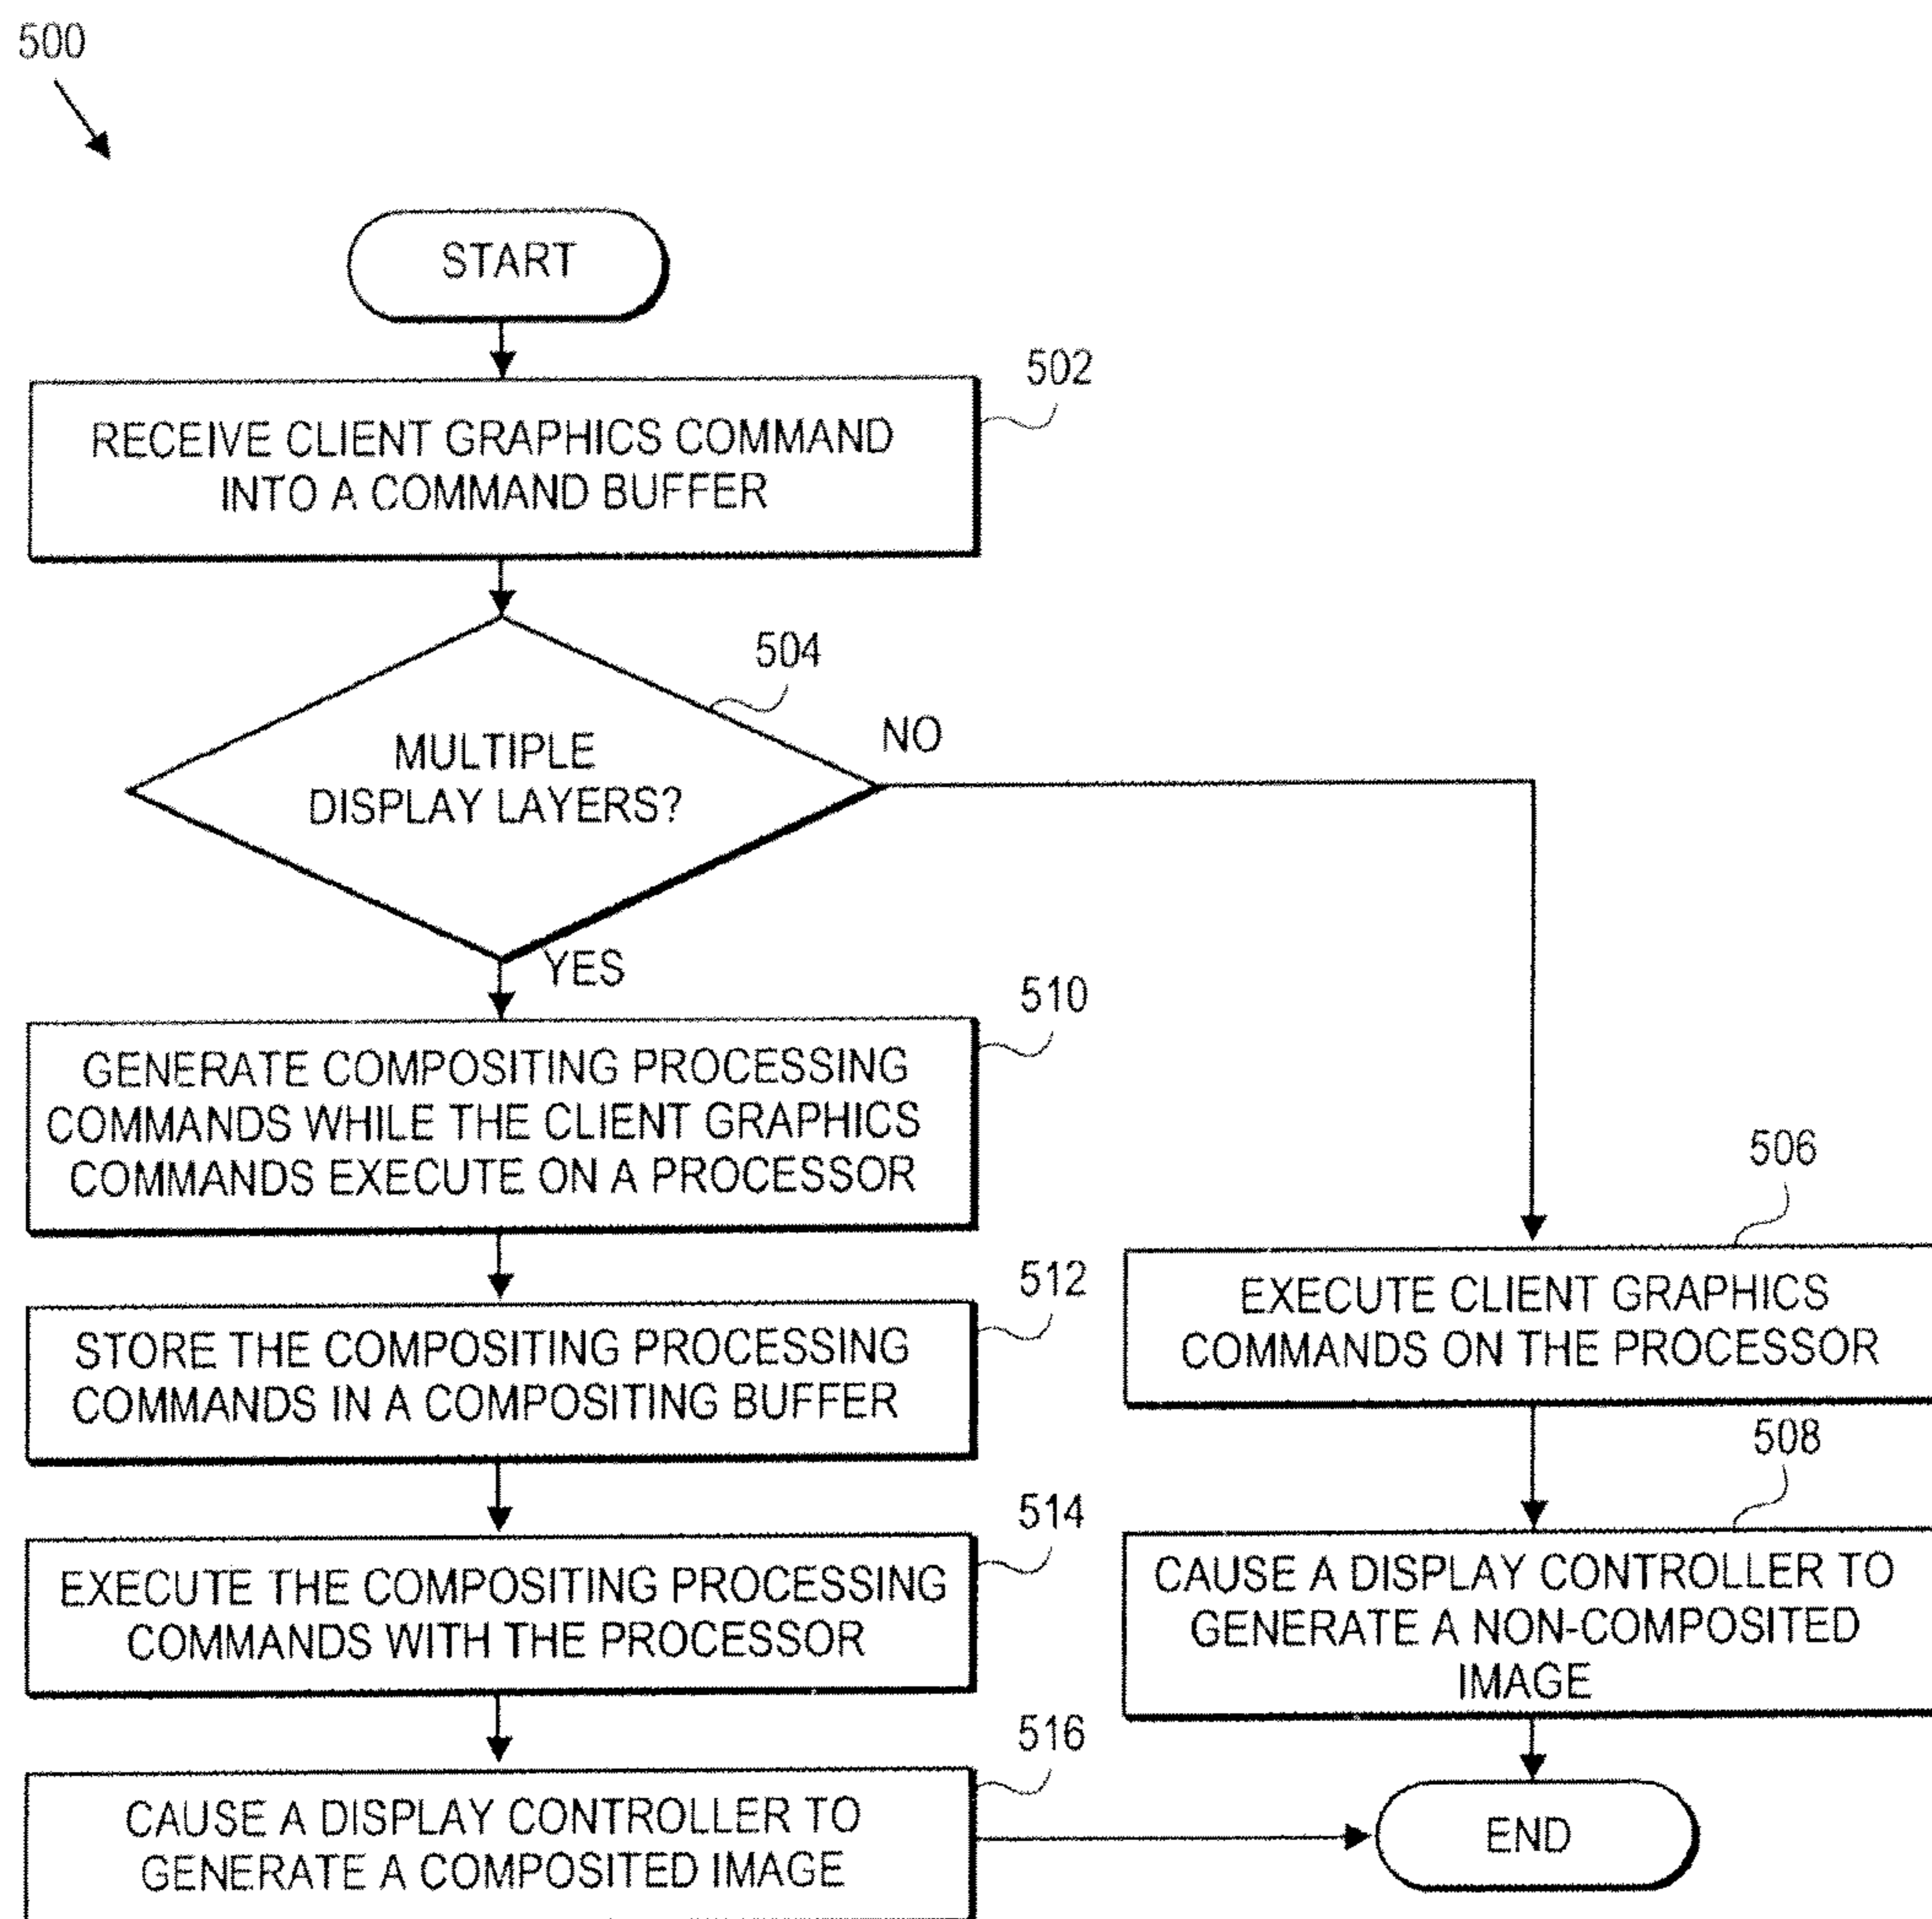 500
START
502
RECEIVE CLIENT GRAPHICS COMMAND
INTO A COMMAND BUFFER
504
MULTIPLE
DISPLAY LAYERS?
NO
YES
510
GENERATE COMPOSITING PROCESSING
COMMANDS WHILE THE CLIENT GRAPHICS
COMMANDS EXECUTE ON A PROCESSOR
512
STORE THE COMPOSITING PROCESSING
COMMANDS IN A COMPOSITING BUFFER
514
EXECUTE THE COMPOSITING PROCESSING
COMMANDS WITH THE PROCESSOR
516
CAUSE A DISPLAY CONTROLLER TO
GENERATE A COMPOSITED IMAGE
506
EXECUTE CLIENT GRAPHICS
COMMANDS ON THE PROCESSOR
508
CAUSE A DISPLAY CONTROLLER TO
GENERATE A NON-COMPOSITED
IMAGE
END